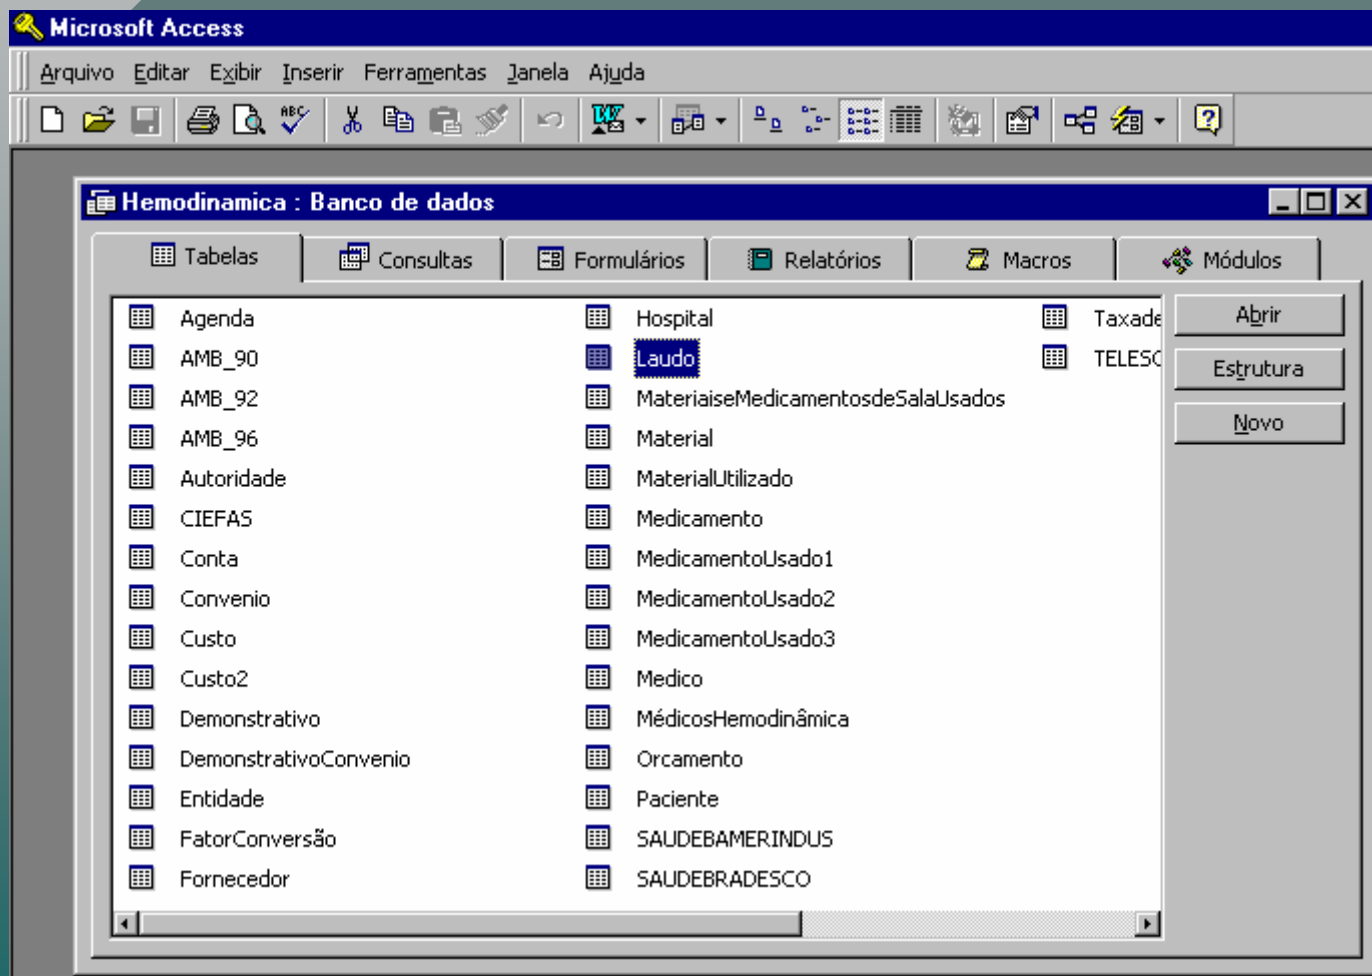 Microsoft Access
Arquivo Editar Exibir Inserir Ferramentas Janela Ajuda
Hemodinamica : Banco de dados
Tabelas Consultas Formulários Relatórios Macros Módulos
Agenda
AMB_90
AMB_92
AMB_96
Autoridade
CIEFAS
Conta
Convenio
Custo
Custo2
Demonstrativo
DemonstrativoConvenio
Entidade
FatorConversão
Fornecedor
Hospital
Laudo
MateriaiseMedicamentosdeSalaUsados
Material
MaterialUtilizado
Medicamento
MedicamentoUsado1
MedicamentoUsado2
MedicamentoUsado3
Medico
MédicosHemodinâmica
Orcamento
Paciente
SAUDEBAMERINDUS
SAUDEBRADESCO
Taxade
TELESC
Abrir
Estrutura
Novo